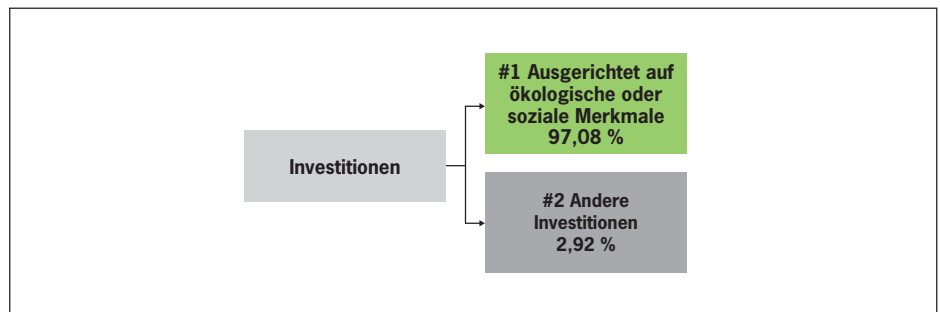 Investitionen
#1 Ausgerichtet auf
ökologische oder
soziale Merkmale
97,08 %
#2 Andere
Investitionen
2,92 %